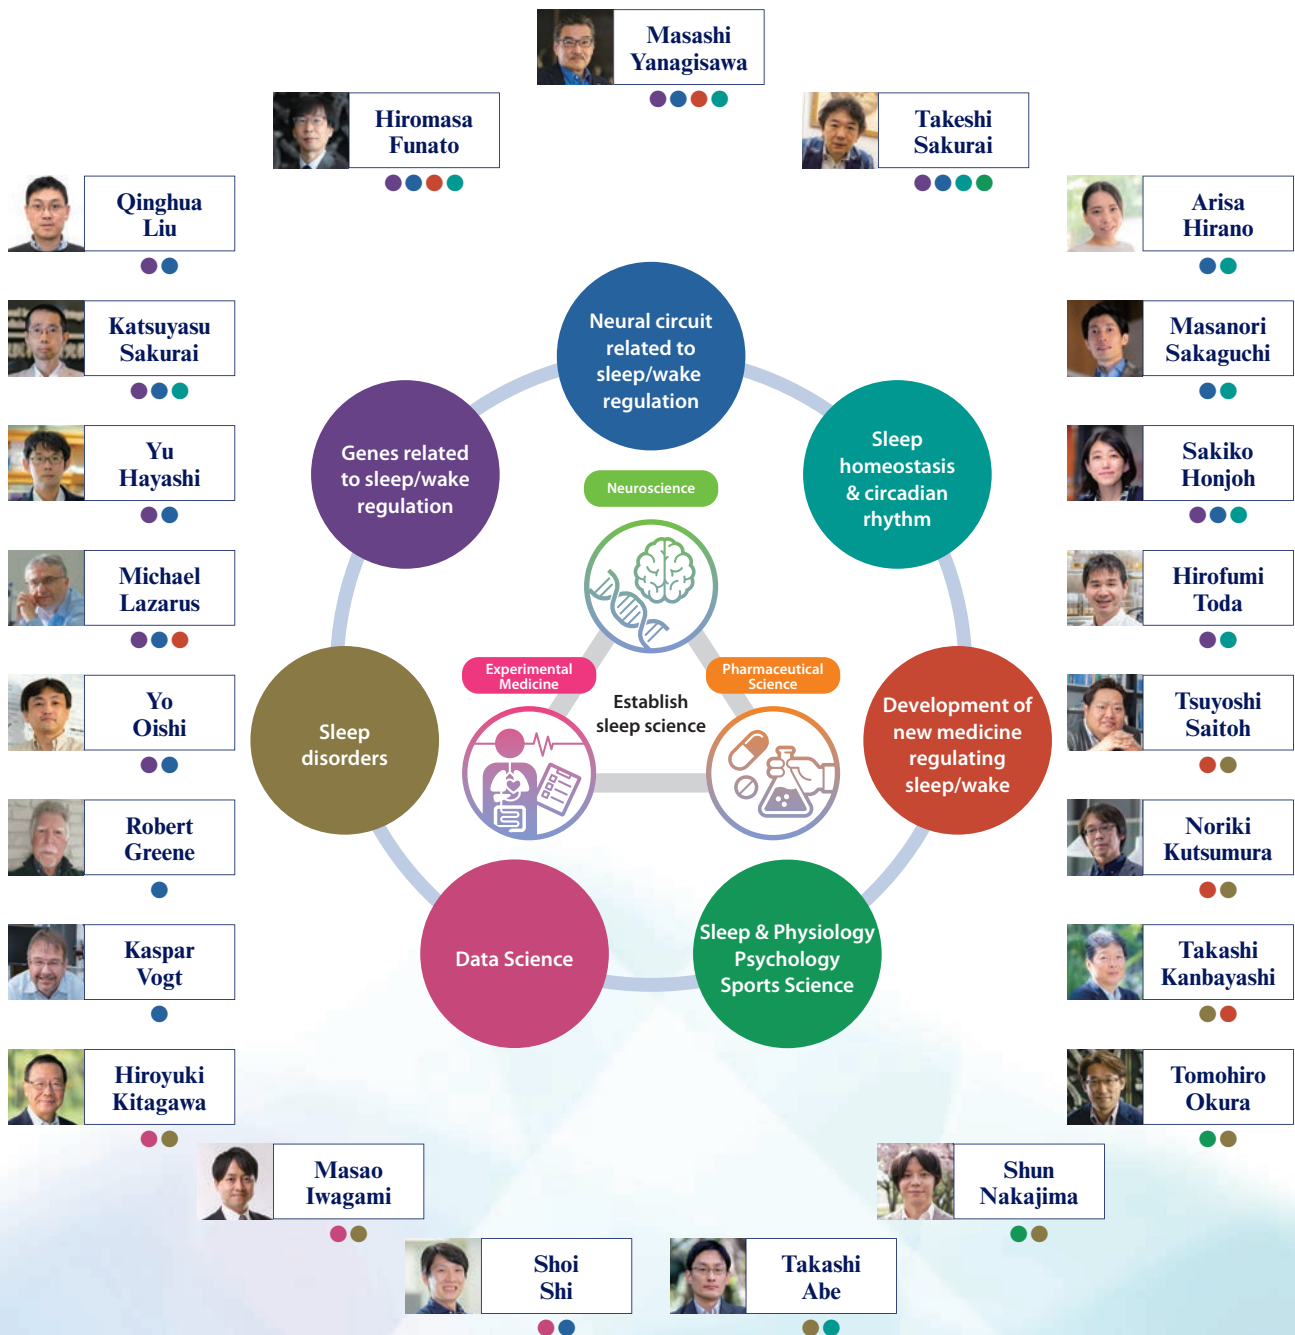 Masashi
Yanagisawa
Hiromasa
Funato
Takeshi
Sakurai
Qinghua
Liu
Arisa
Hirano
Katsuyasu
Sakurai
Masanori
Sakaguchi
Yu
Hayashi
Sakiko
Honjoh
Michael
Lazarus
Hirofumi
Toda
Yo
Oishi
Tsuyoshi
Saitoh
Robert
Greene
Noriki
Kutsumura
Kaspar
Vogt
Takashi
Kanbayashi
Hiroyuki
Kitagawa
Tomohiro
Okura
Masao
Iwagami
Shun
Nakajima
Shoi
Shi
Takashi
Abe
Neural circuit
related to
sleep/wake
regulation
Genes related
to sleep/wake
regulation
Sleep
homeostasis
& circadian
rhythm
Neuroscience
Experimental
Medicine
Pharmaceutical
Science
Establish
sleep science
Sleep
disorders
Development of
new medicine
regulating
sleep/wake
Data Science
Sleep & Physiology
Psychology
Sports Science